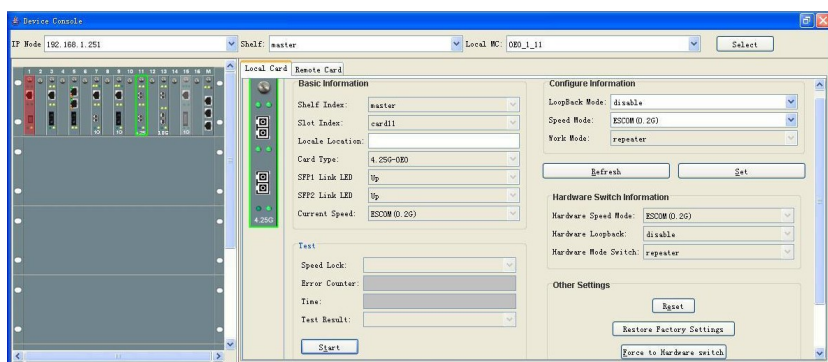 Device Console
IP Node 192.168.1.251 Shelf: master Local MC: OEO_1_11 Select
Local Card Remote Card
1 2 3 4 5 6 7 8 9 10 11 12 13 14 15 16 M
Basic Information
Shelf Index: master
Slot Index: card11
Locale Location:
Card Type: 4.25G-OEO
SFP1 Link LED Up
SFP2 Link LED Up
Current Speed: ESCOM(0.2G)
4.25G
Test
Speed Lock:
Error Counter:
Time:
Test Result:
Start
Configure Information
LoopBack Mode: disable
Speed Mode: ESCOM(0.2G)
Work Mode: repeater
Refresh Set
Hardware Switch Information
Hardware Speed Mode: ESCOM(0.2G)
Hardware Loopback: disable
Hardware Mode Switch: repeater
Other Settings
Reset
Restore Factory Settings
Force to Hardware switch